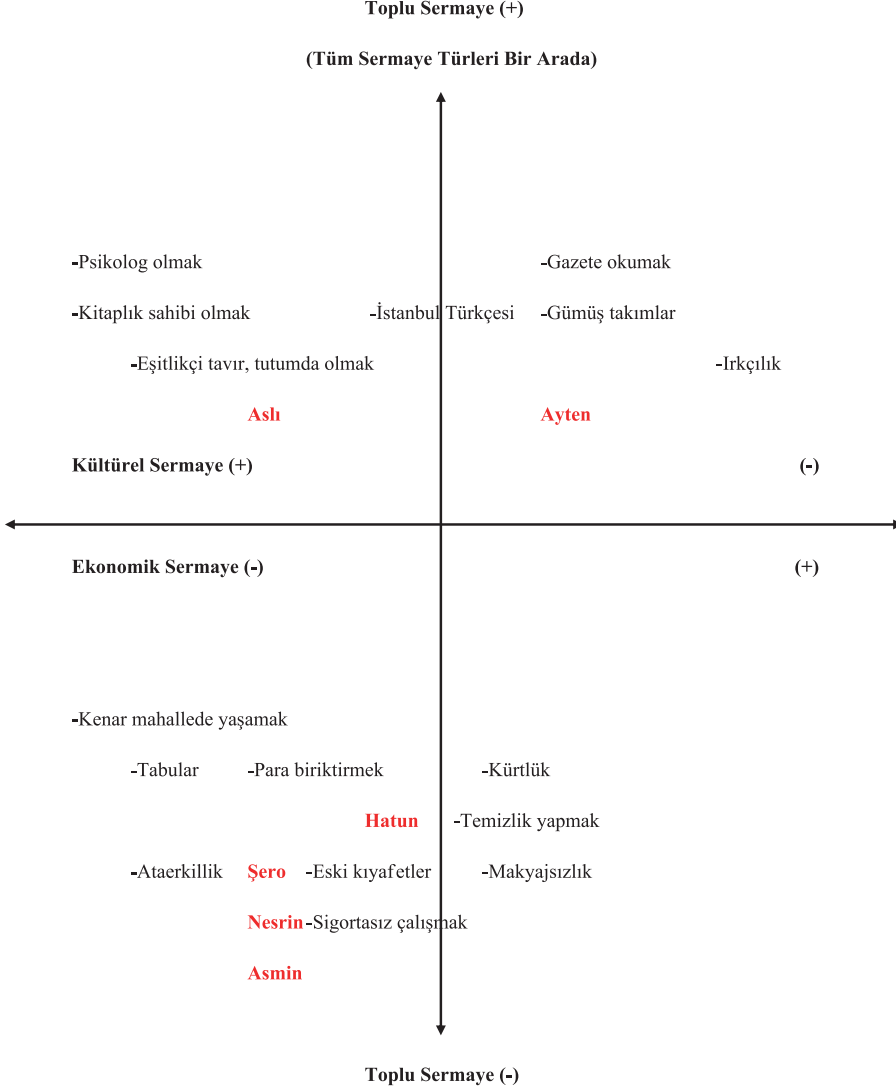 Toplu Sermaye (+)
(Tüm Sermaye Türleri Bir Arada)
-Psikolog olmak -Gazete okumak
-Kitaplık sahibi olmak -İstanbul Türkçesi -Gümüş takımlar
-Eşitlikçi tavır, tutumda olmak -Irkçılık
Aslı Ayten
Kültürel Sermaye (+) (-)
Ekonomik Sermaye (-) (+)
-Kenar mahallede yaşamak
-Tabular -Para biriktirmek -Kürtlük
Hatun -Temizlik yapmak
-Ataerkillik Şero -Eski kıyafetler -Makyajsızlık
Nesrin -Sigortasız çalışmak
Asmin
Toplu Sermaye (-)